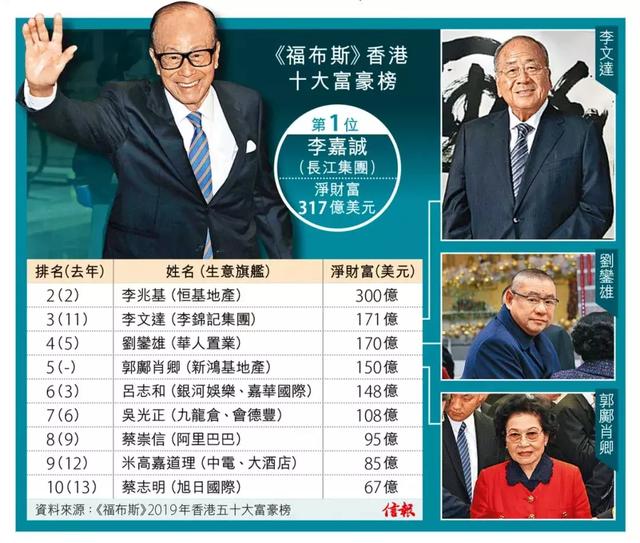 《福布斯》香港
十大富豪榜
第1位
李嘉誠
(長江集團)
淨財富
317億美元
李文達
劉鑾雄
郭鄺肖卿
排名(去年) 姓名(生意旗艦) 淨財富(美元)
2(2) 李兆基(恒基地產) 300億
3(11) 李文達(李錦記集團) 171億
4(5) 劉鑾雄(華人置業) 170億
5(-) 郭鄺肖卿(新鴻基地產) 150億
6(3) 呂志和(銀河娛樂、嘉華國際) 148億
7(6) 吳光正(九龍倉、會德豐) 108億
8(9) 蔡崇信(阿里巴巴) 95億
9(12) 米高嘉道理(中電、大酒店) 85億
10(13) 蔡志明(旭日國際) 67億
資料來源:《福布斯》2019年香港五十大富豪榜
信報